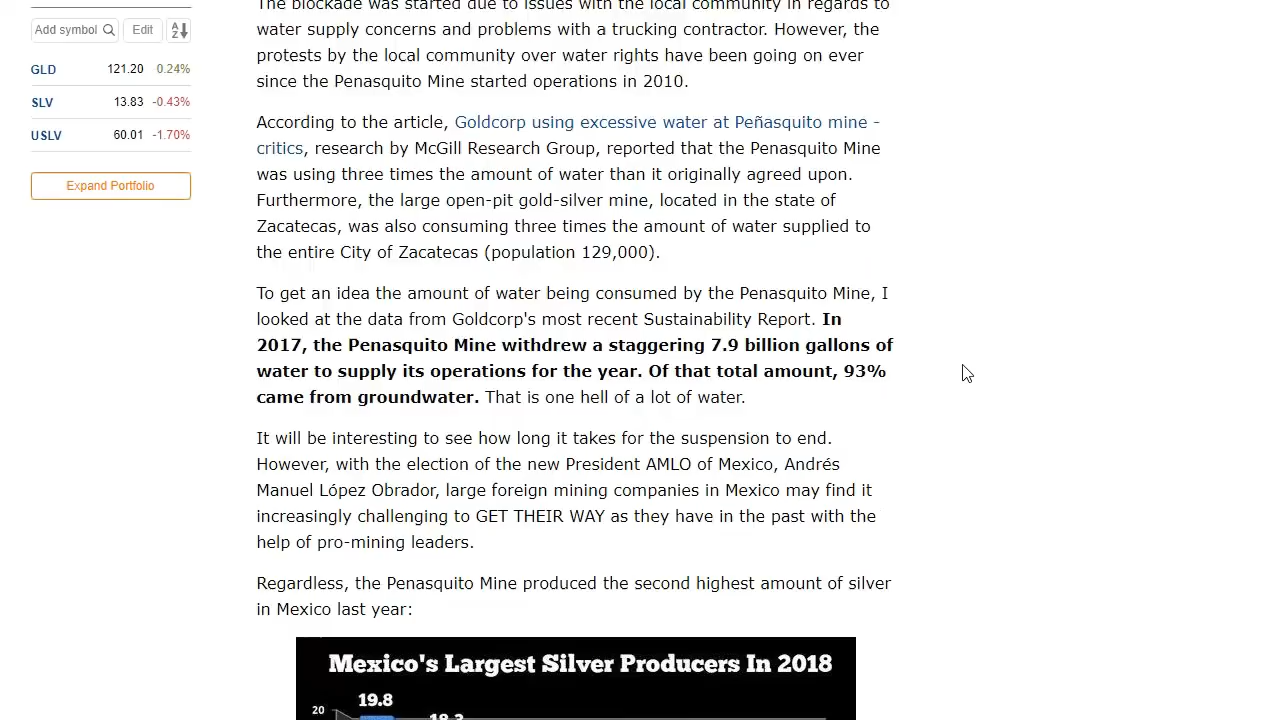 Add symbol
Edit
A
Z
GLD 121.20 0.24%
SLV 13.83 -0.43%
USLV 60.01 -1.70%
Expand Portfolio
The blockade was started due to issues with the local community in regards to
water supply concerns and problems with a trucking contractor. However, the
protests by the local community over water rights have been going on ever
since the Penasquito Mine started operations in 2010.
According to the article, Goldcorp using excessive water at Peñasquito mine -
critics, research by McGill Research Group, reported that the Penasquito Mine
was using three times the amount of water than it originally agreed upon.
Furthermore, the large open-pit gold-silver mine, located in the state of
Zacatecas, was also consuming three times the amount of water supplied to
the entire City of Zacatecas (population 129,000).
To get an idea the amount of water being consumed by the Penasquito Mine, I
looked at the data from Goldcorp's most recent Sustainability Report. In
2017, the Penasquito Mine withdrew a staggering 7.9 billion gallons of
water to supply its operations for the year. Of that total amount, 93%
came from groundwater. That is one hell of a lot of water.
It will be interesting to see how long it takes for the suspension to end.
However, with the election of the new President AMLO of Mexico, Andrés
Manuel López Obrador, large foreign mining companies in Mexico may find it
increasingly challenging to GET THEIR WAY as they have in the past with the
help of pro-mining leaders.
Regardless, the Penasquito Mine produced the second highest amount of silver
in Mexico last year:
Mexico's Largest Silver Producers In 2018
19.8
20